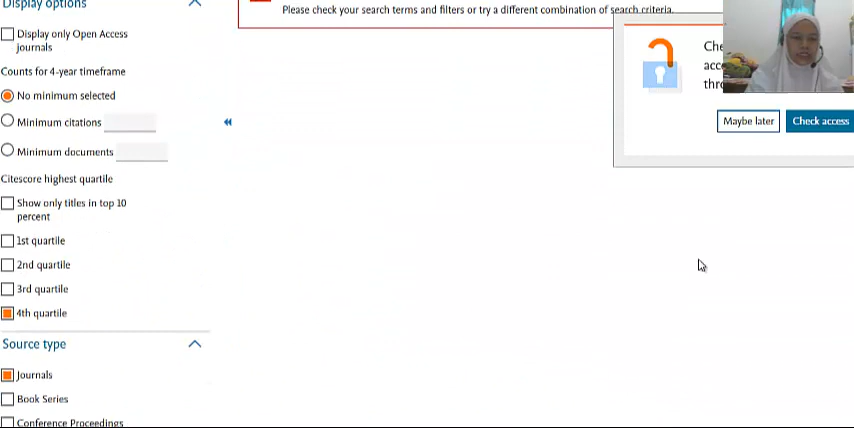 Display options
Display only Open Access
journals
Counts for 4-year timeframe
No minimum selected
Minimum citations
Minimum documents
Citescore highest quartile
Show only titles in top 10
percent
1st quartile
2nd quartile
3rd quartile
4th quartile
Source type
Journals
Book Series
Conference Proceedings
Please check your search terms and filters or try a different combination of search criteria.
Maybe later
Check access